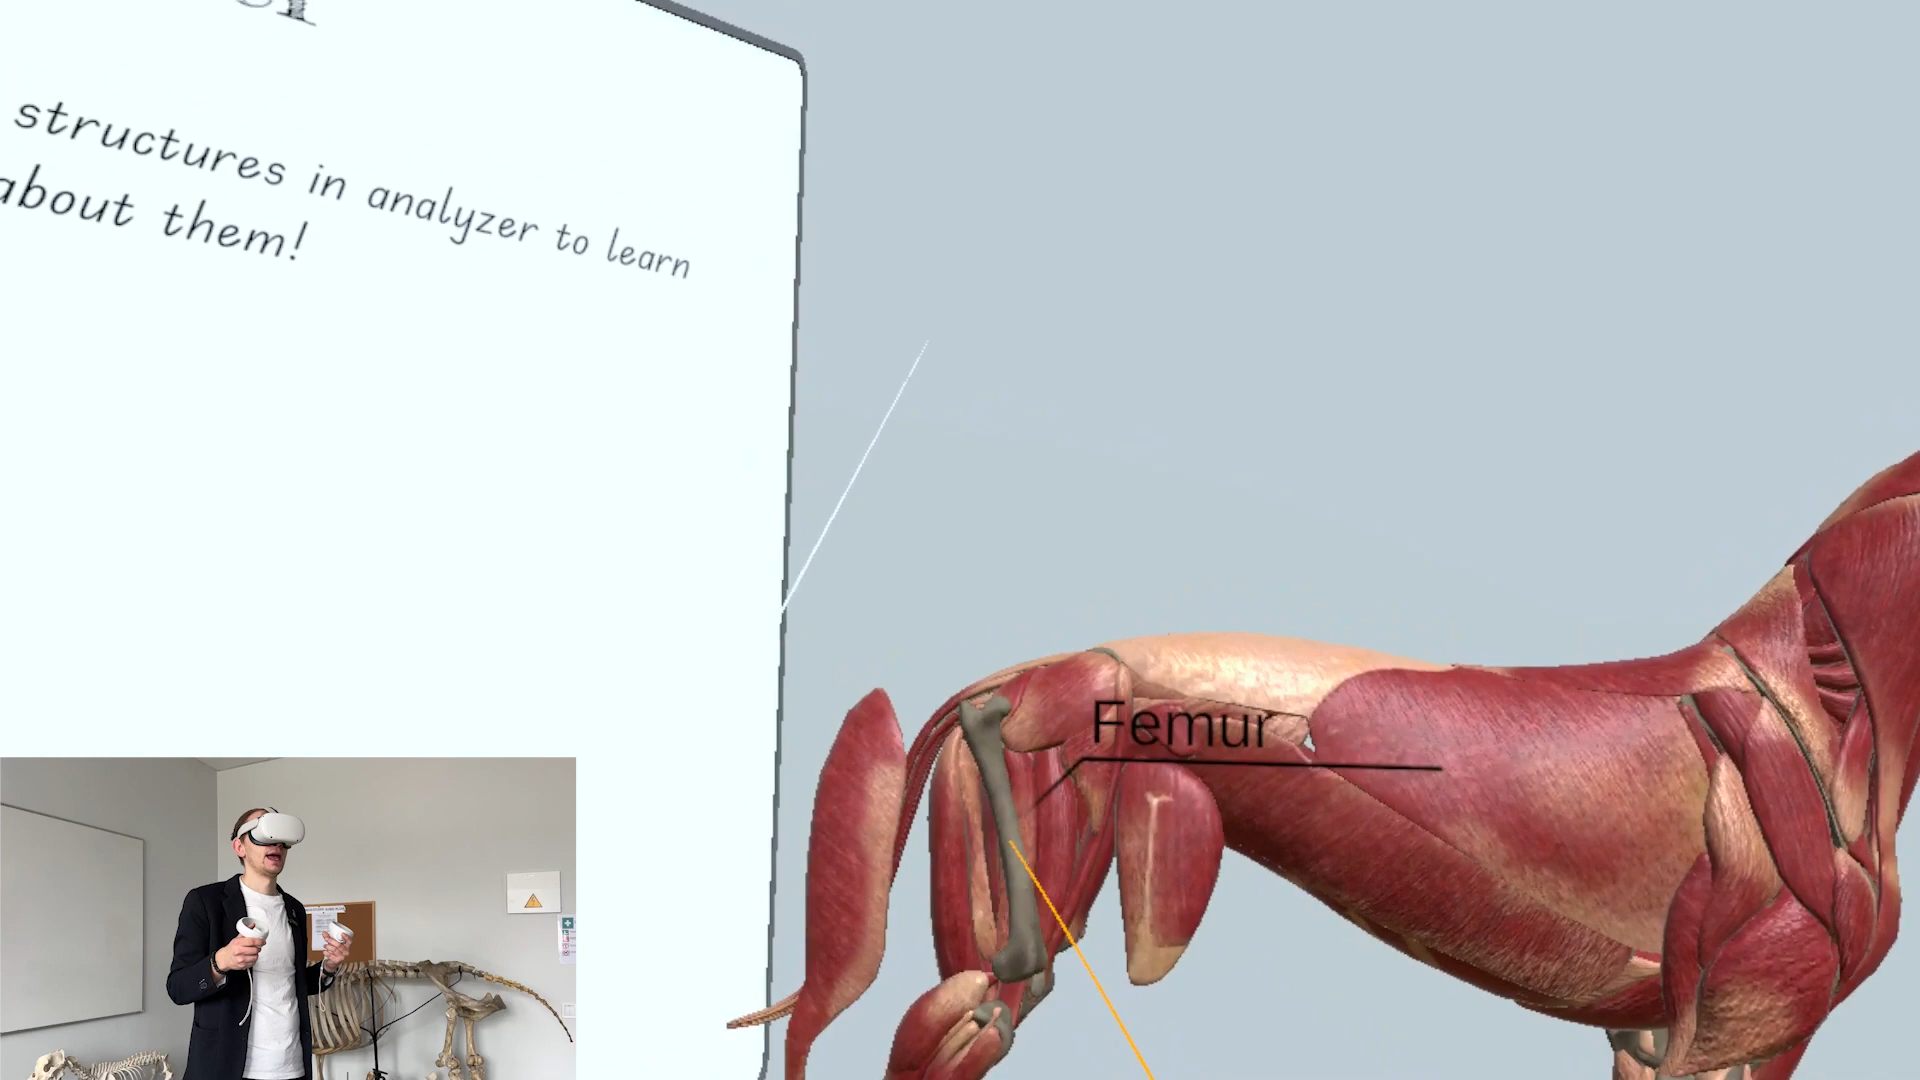 structures in analyzer to learn
about them!
Femur